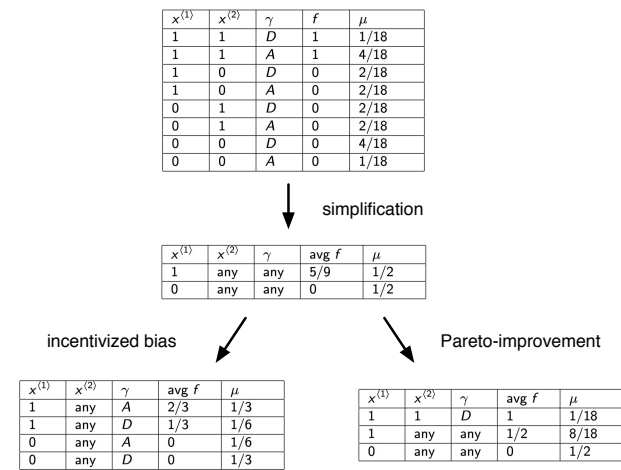 x⟨1⟩ x⟨2⟩ γ f μ
1 1 D 1 1/18
1 1 A 1 4/18
1 0 D 0 2/18
1 0 A 0 2/18
0 1 D 0 2/18
0 1 A 0 2/18
0 0 D 0 4/18
0 0 A 0 1/18
simplification
x⟨1⟩ x⟨2⟩ γ avg f μ
1 any any 5/9 1/2
0 any any 0 1/2
incentivized bias
Pareto-improvement
x⟨1⟩ x⟨2⟩ γ avg f μ
1 any A 2/3 1/3
1 any D 1/3 1/6
0 any A 0 1/6
0 any D 0 1/3
x⟨1⟩ x⟨2⟩ γ avg f μ
1 1 D 1 1/18
1 any any 1/2 8/18
0 any any 0 1/2